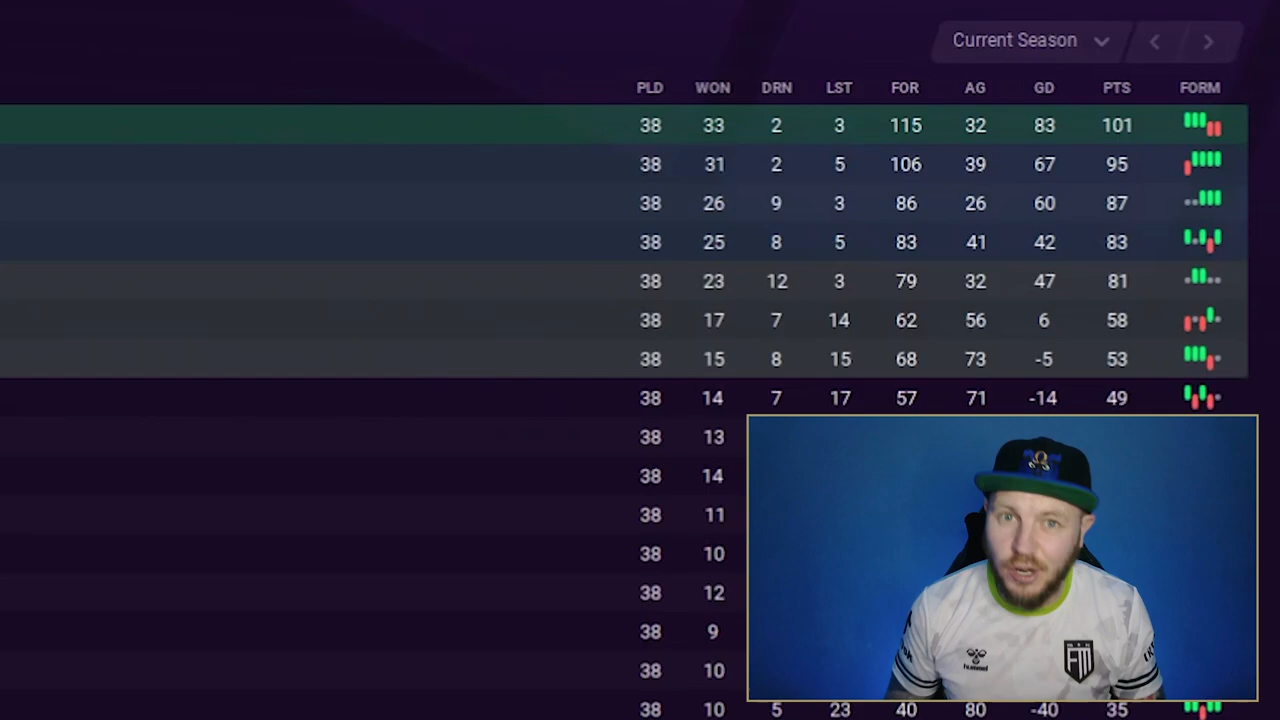 Current Season
PLD WON DRN LST FOR AG GD PTS FORM
38 33 2 3 115 32 83 101
38 31 2 5 106 39 67 95
38 26 9 3 86 26 60 87
38 25 8 5 83 41 42 83
38 23 12 3 79 32 47 81
38 17 7 14 62 56 6 58
38 15 8 15 68 73 -5 53
38 14 7 17 57 71 -14 49
38 13
38 14
38 11
38 10
38 12
38 9
38 10
38 10 5 23 40 80 -40 35
hummel
FM